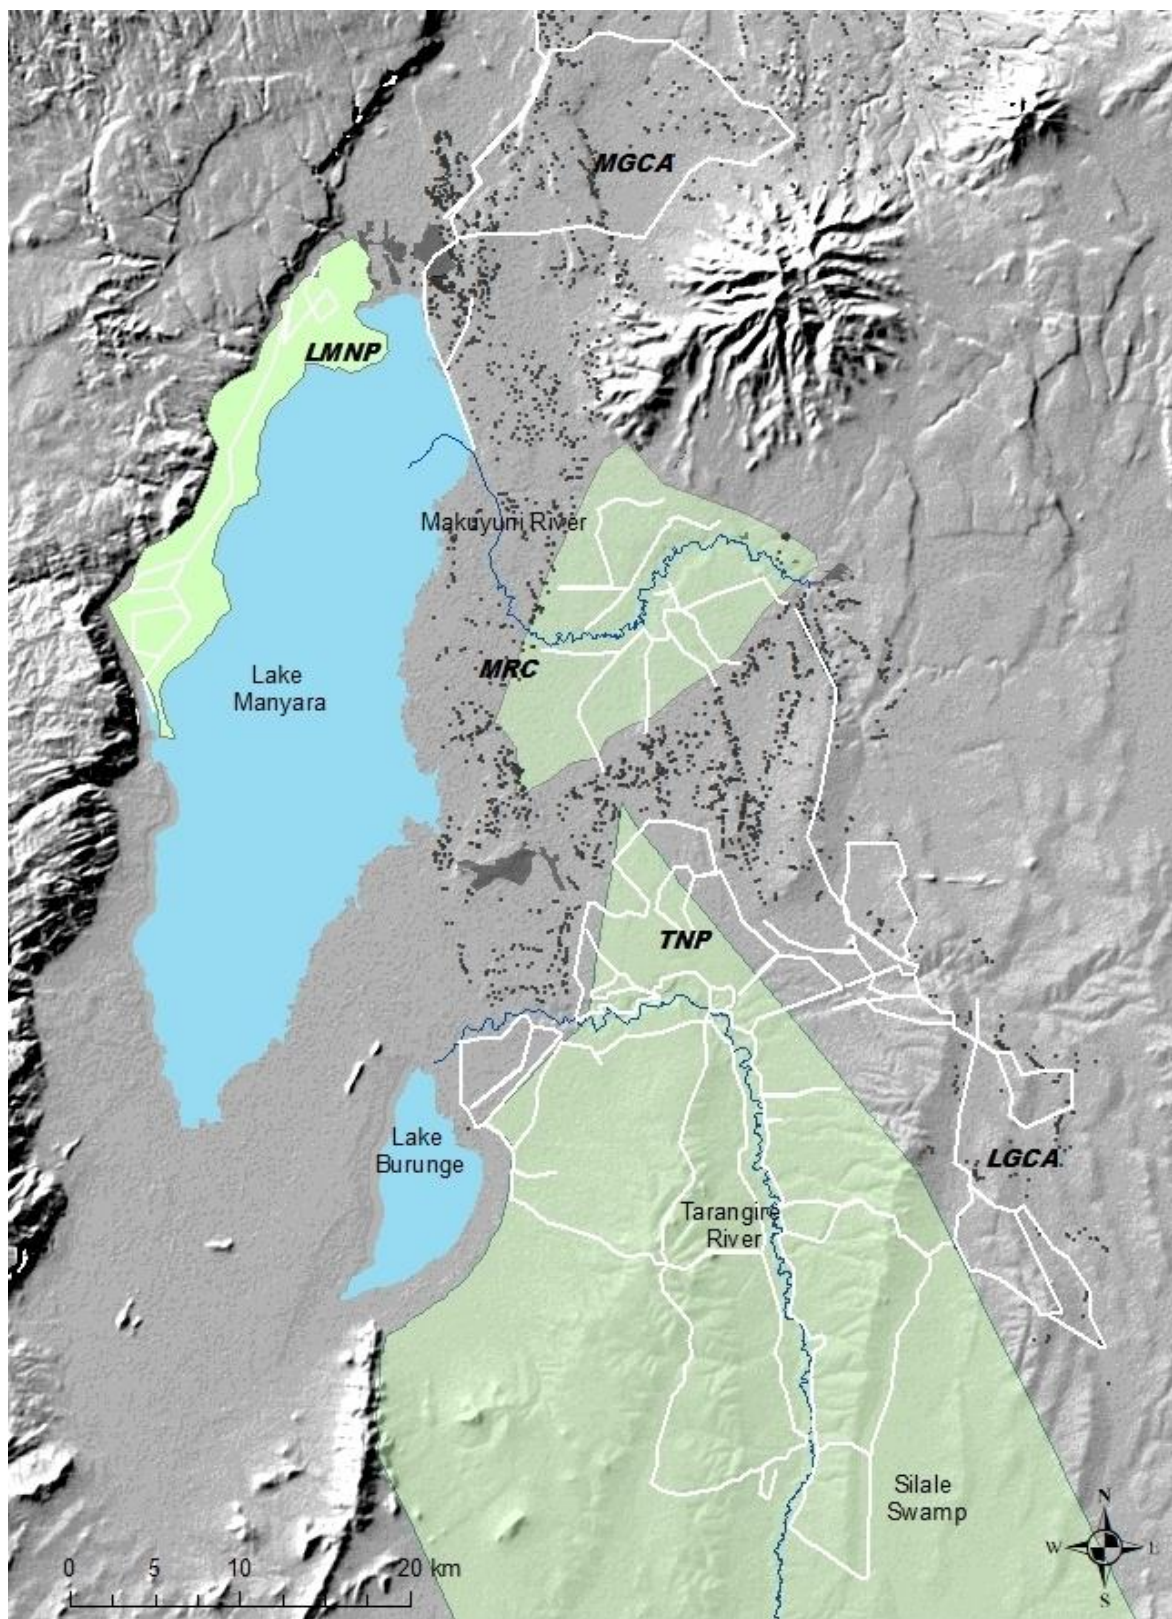 MGCA
LMNP
Makuyuni River
MRC
Lake
Manyara
TNP
Lake
Burunge
LGCA
Tarangire
River
Silale
Swamp
N
W E
S
0 5 10 20 km